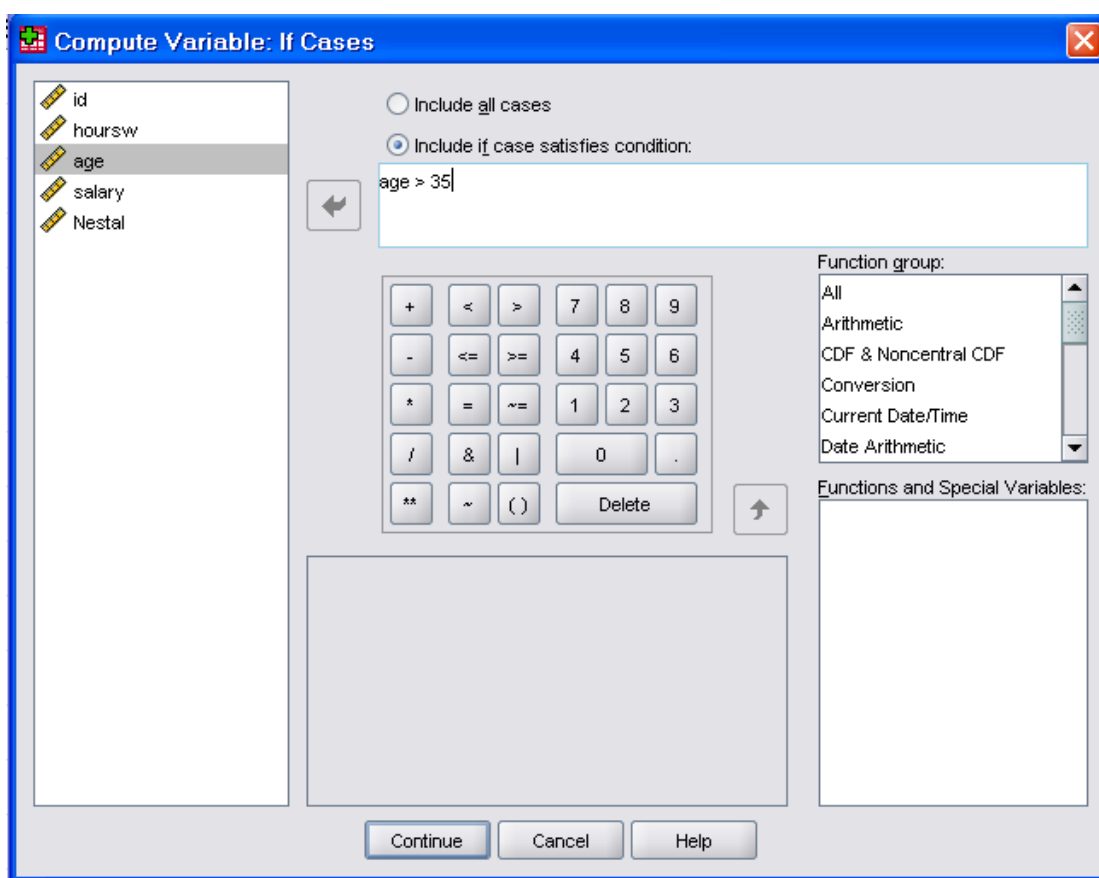 Compute Variable: If Cases
id
hoursw
age
salary
Nestal
Include all cases
Include if case satisfies condition:
age > 35
+ < > 7 8 9
- <= >= 4 5 6
* = ~= 1 2 3
/ & | 0 .
** ~ () Delete
Function group:
All
Arithmetic
CDF & Noncentral CDF
Conversion
Current Date/Time
Date Arithmetic
Functions and Special Variables:
Continue Cancel Help